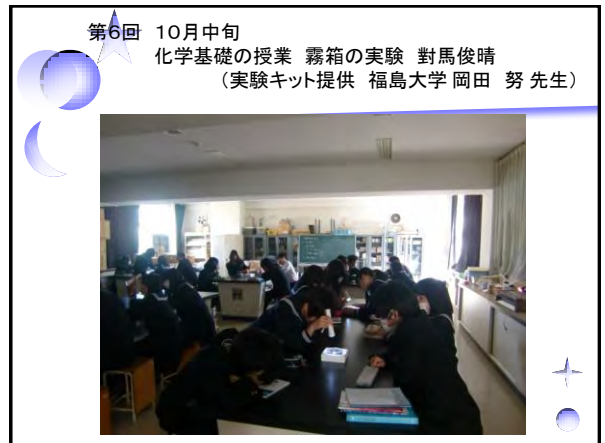 第6回 10月中旬
化学基礎の授業 霧箱の実験 對馬俊晴
(実験キット提供 福島大学 岡田 努 先生)